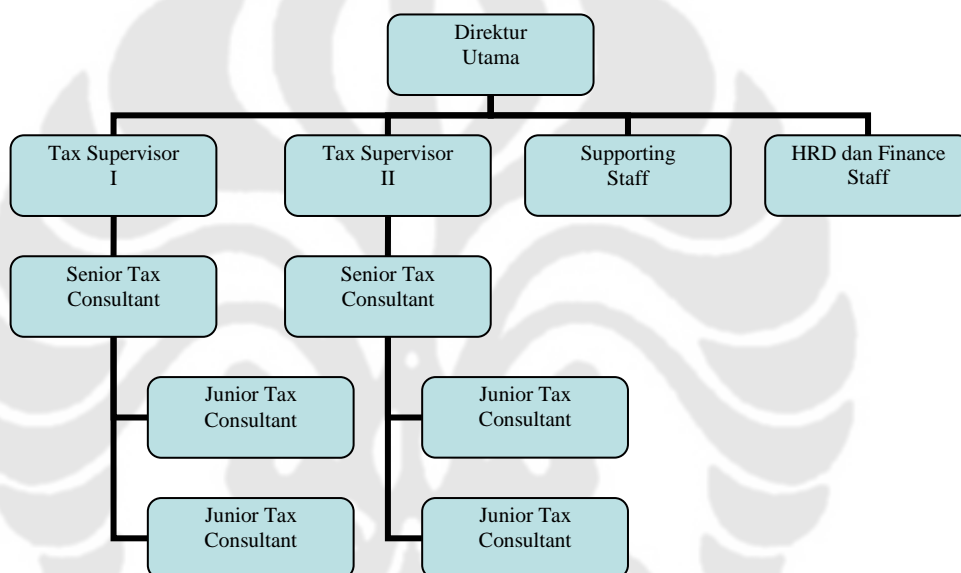 Direktur
Utama
Tax Supervisor
I
Tax Supervisor
II
Supporting
Staff
HRD dan Finance
Staff
Senior Tax
Consultant
Senior Tax
Consultant
Junior Tax
Consultant
Junior Tax
Consultant
Junior Tax
Consultant
Junior Tax
Consultant